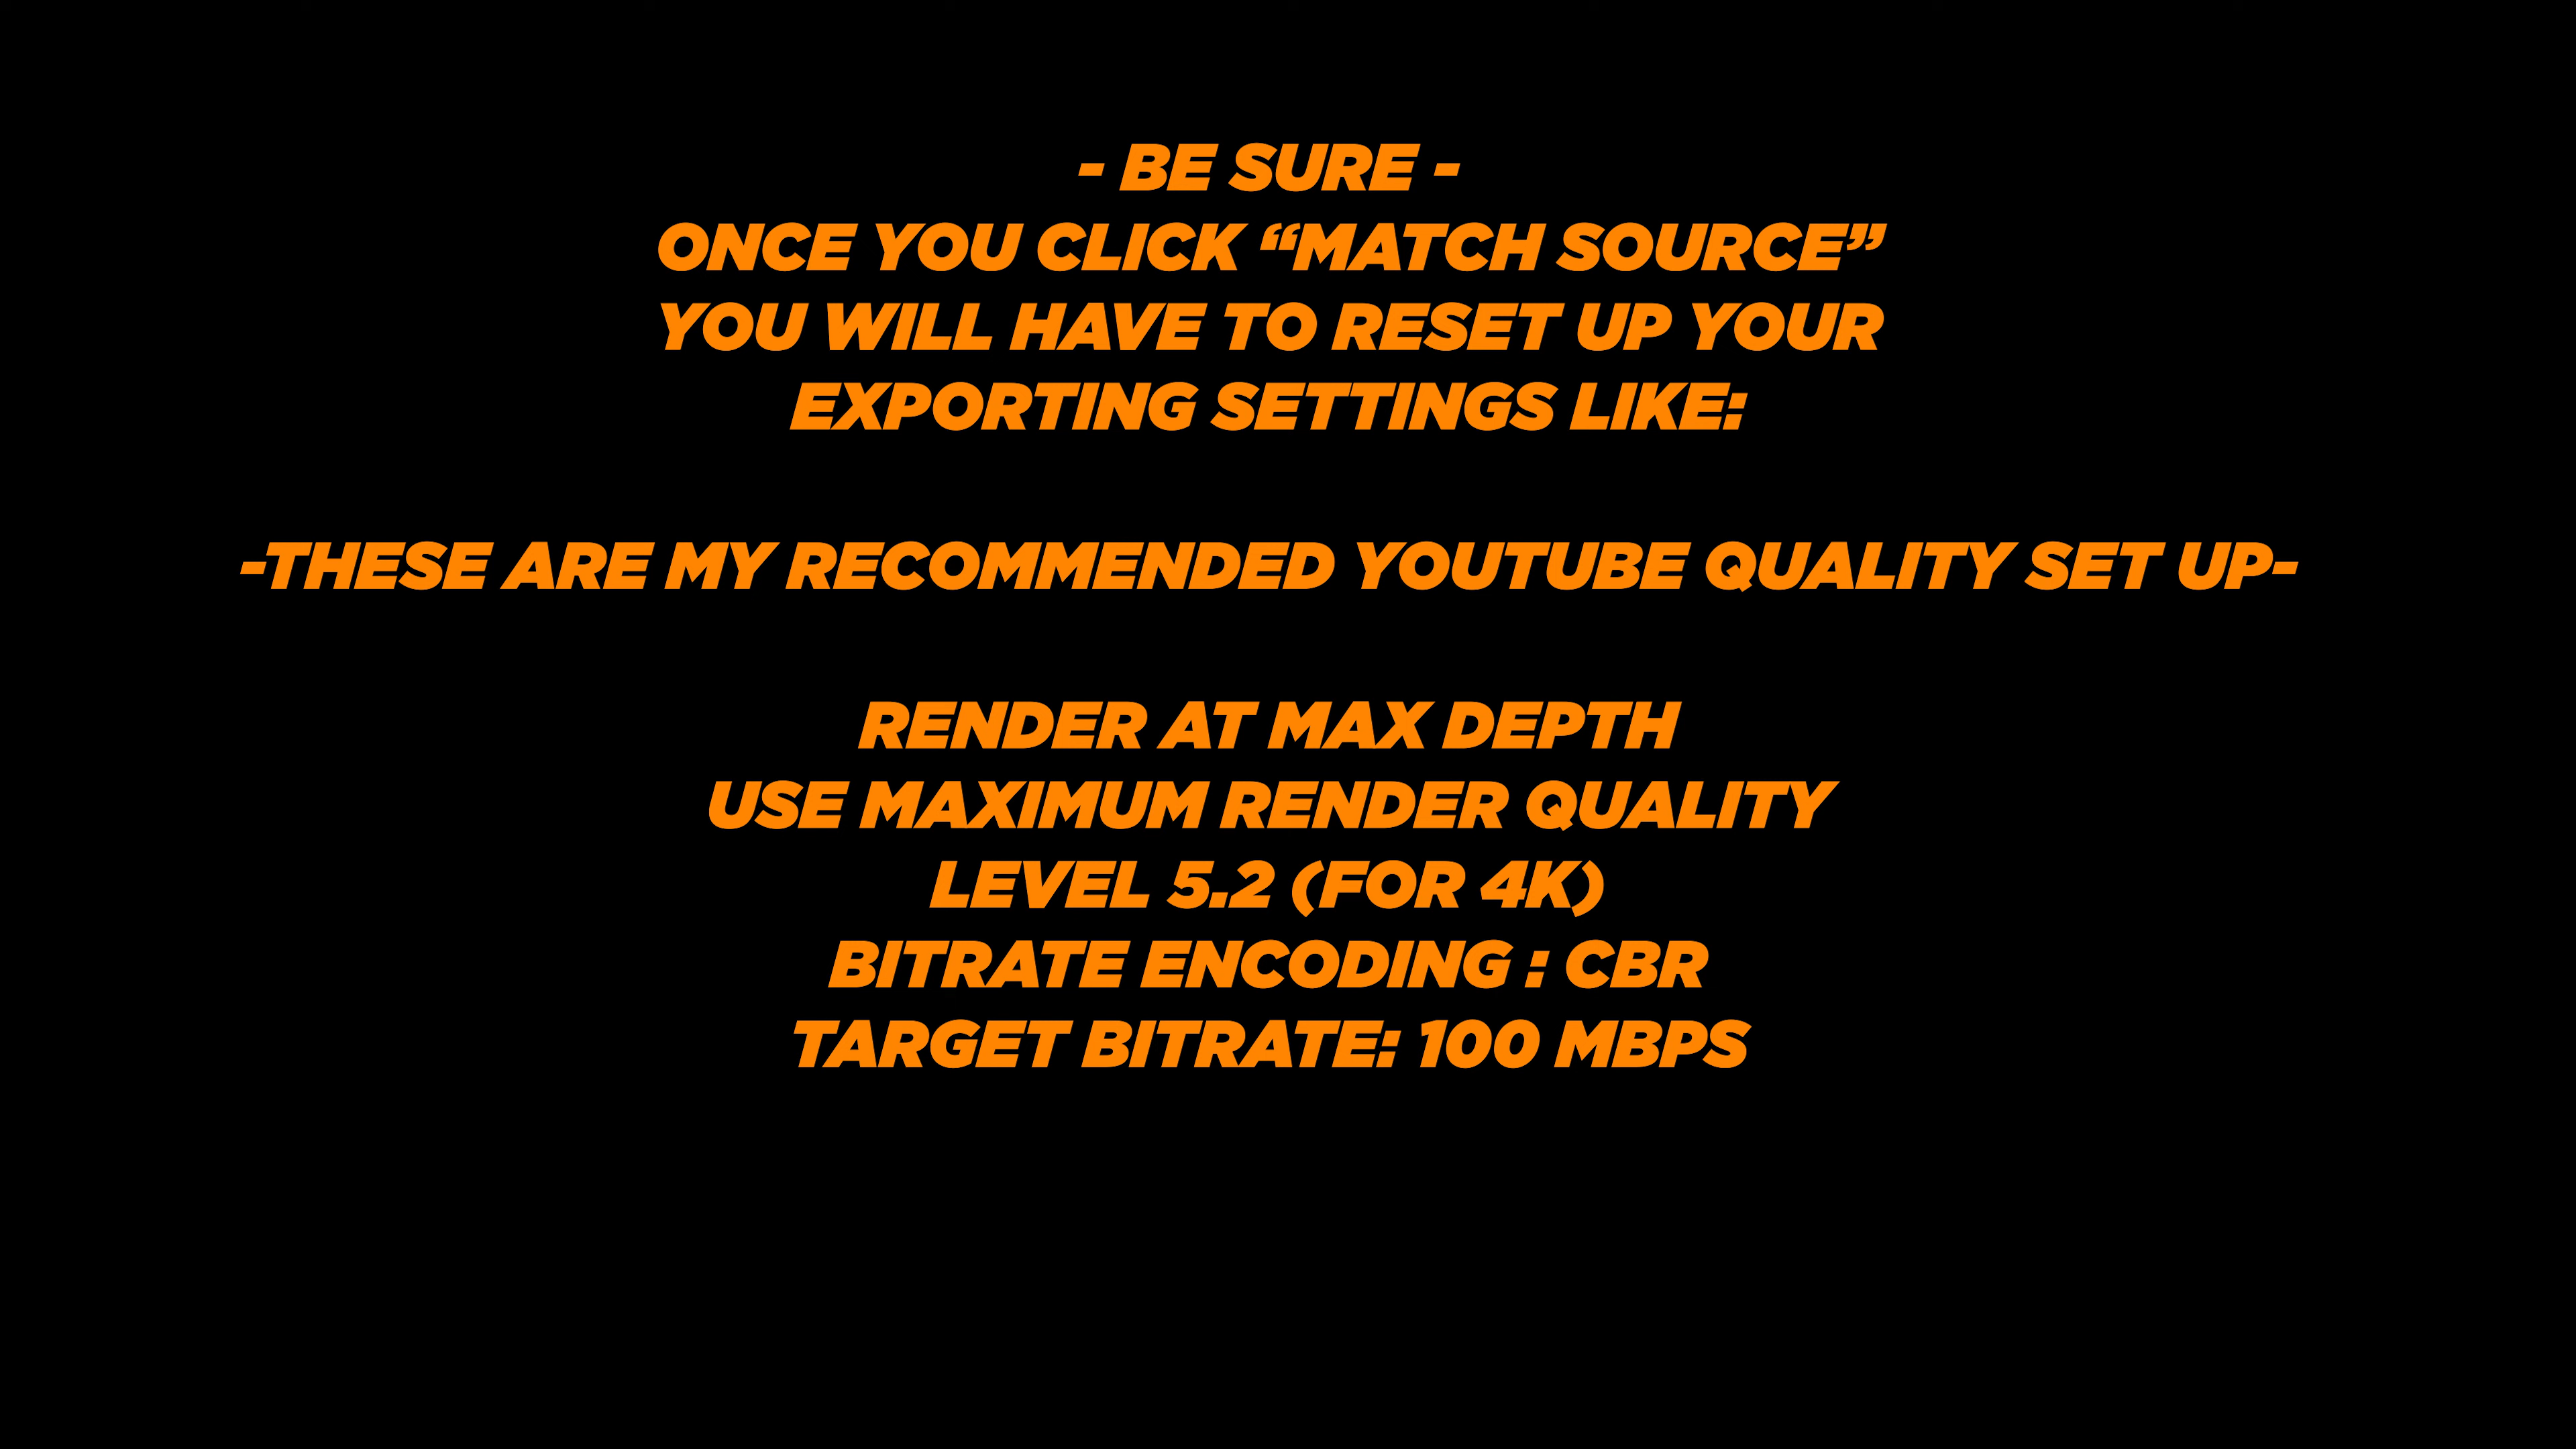 - BE SURE -
ONCE YOU CLICK “MATCH SOURCE”
YOU WILL HAVE TO RESET UP YOUR
EXPORTING SETTINGS LIKE:
-THESE ARE MY RECOMMENDED YOUTUBE QUALITY SET UP-
RENDER AT MAX DEPTH
USE MAXIMUM RENDER QUALITY
LEVEL 5.2 (FOR 4K)
BITRATE ENCODING : CBR
TARGET BITRATE: 100 MBPS